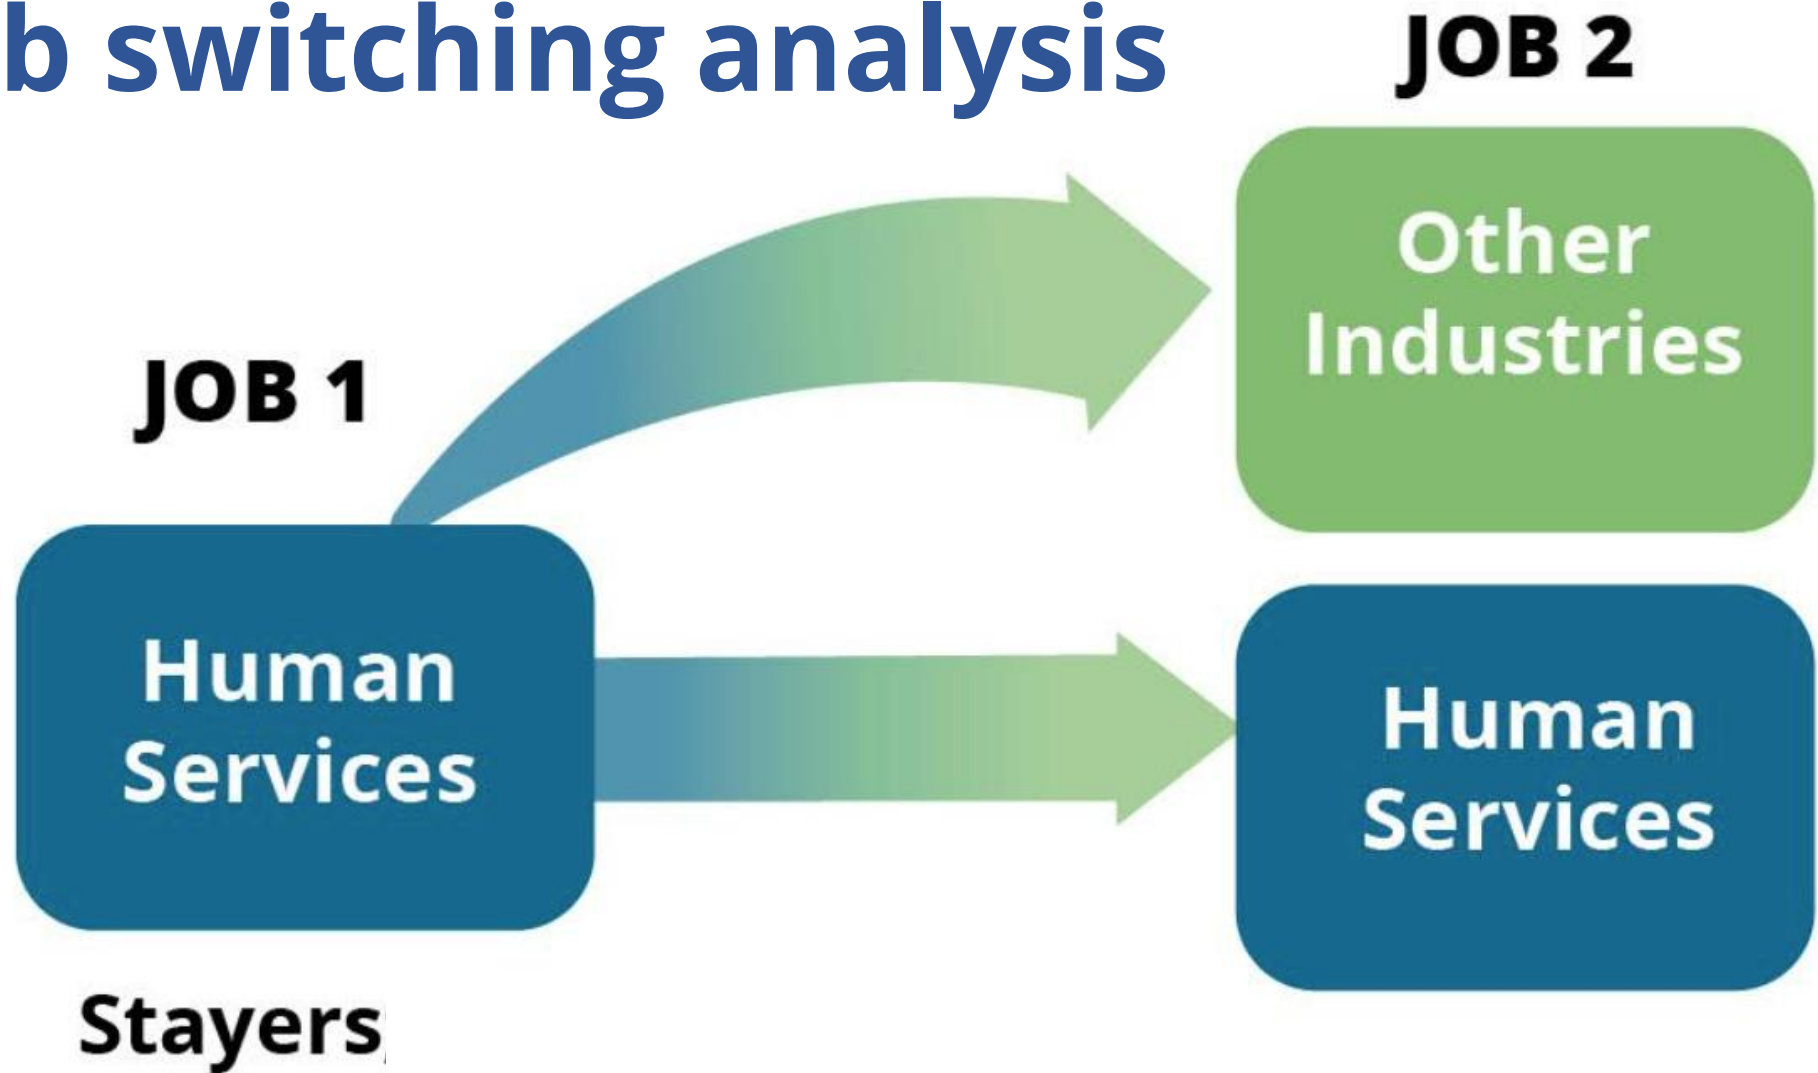 b switching analysis
JOB 2
Other
Industries
JOB 1
Human
Services
Human
Services
Stayers